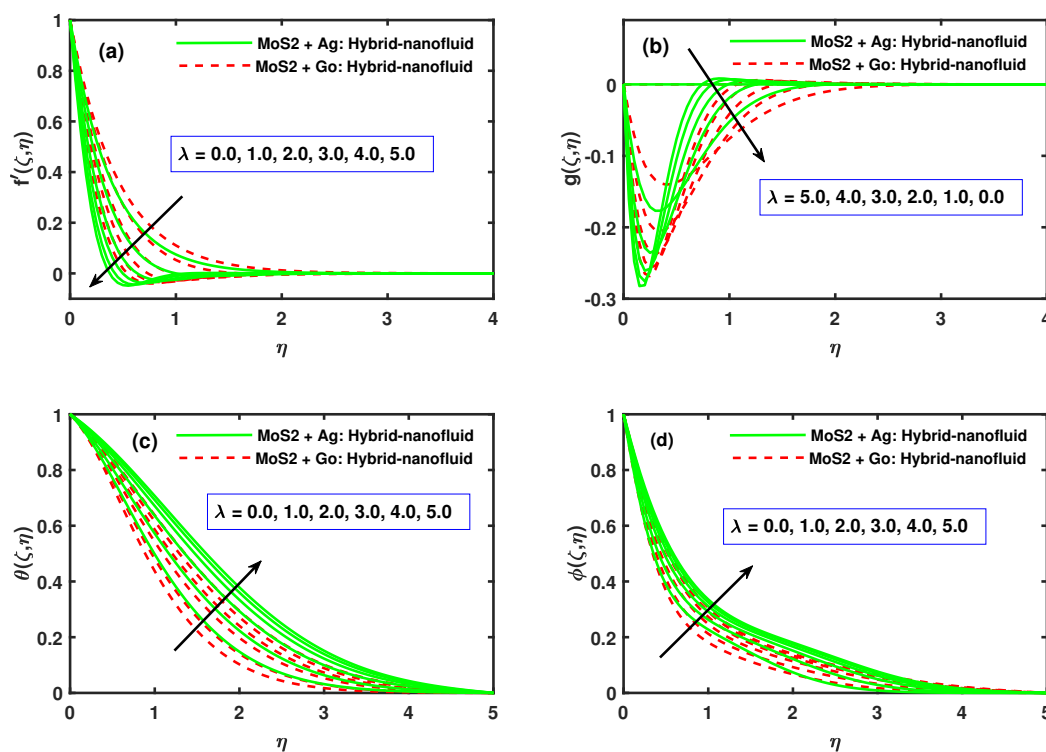 (a)
MoS2 + Ag: Hybrid-nanofluid
MoS2 + Go: Hybrid-nanofluid
λ = 0.0, 1.0, 2.0, 3.0, 4.0, 5.0
f'(ζ,η)
1
0.8
0.6
0.4
0.2
0
0 1 2 3 4
η
(b)
MoS2 + Ag: Hybrid-nanofluid
MoS2 + Go: Hybrid-nanofluid
λ = 5.0, 4.0, 3.0, 2.0, 1.0, 0.0
g(ζ,η)
0
-0.1
-0.2
-0.3
0 1 2 3 4
η
(c)
MoS2 + Ag: Hybrid-nanofluid
MoS2 + Go: Hybrid-nanofluid
λ = 0.0, 1.0, 2.0, 3.0, 4.0, 5.0
θ(ζ,η)
1
0.8
0.6
0.4
0.2
0
0 1 2 3 4 5
η
(d)
MoS2 + Ag: Hybrid-nanofluid
MoS2 + Go: Hybrid-nanofluid
λ = 0.0, 1.0, 2.0, 3.0, 4.0, 5.0
ϕ(ζ,η)
1
0.8
0.6
0.4
0.2
0
0 1 2 3 4 5
η